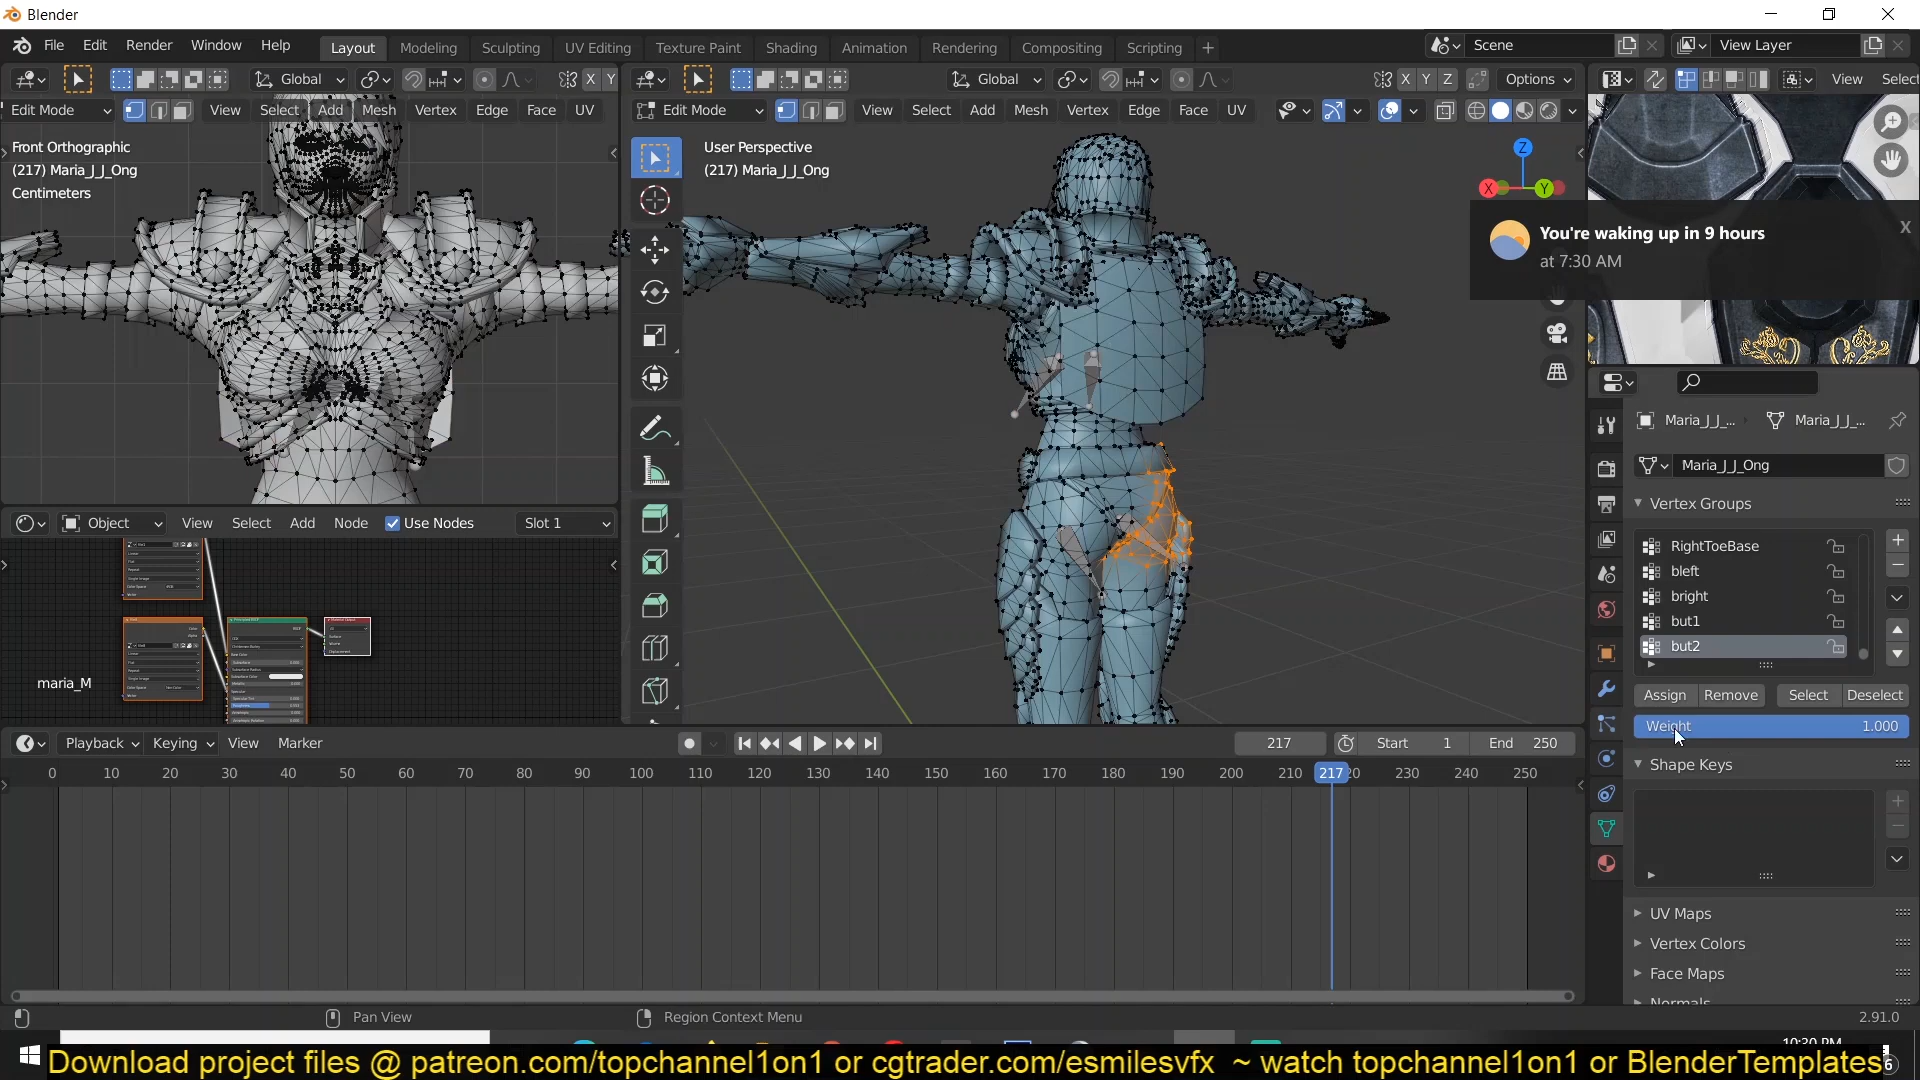 Blender
File Edit Render Window Help
Layout Modeling Sculpting UV Editing Texture Paint Shading Animation Rendering Compositing Scripting +
Scene
View Layer
Global
X Y
Global
X Y Z
Options
View Select
Edit Mode
View Select Add Mesh Vertex Edge Face UV
Edit Mode
View Select Add Mesh Vertex Edge Face UV
Front Orthographic
(217) Maria_J_J_Ong
Centimeters
User Perspective
(217) Maria_J_J_Ong
Z
X Y
You're waking up in 9 hours
at 7:30 AM
X
Maria_J_J_...
Maria_J_J_...
Maria_J_J_Ong
Vertex Groups
RightToeBase
bleft
bright
but1
but2
Assign Remove Select Deselect
Weight 1.000
Shape Keys
UV Maps
Vertex Colors
Face Maps
Normals
Object View Select Add Node Use Nodes Slot 1
maria_M
Playback Keying View Marker
217 Start 1 End 250
0 10 20 30 40 50 60 70 80 90 100 110 120 130 140 150 160 170 180 190 200 210 217 20 230 240 250
Pan View
Region Context Menu
2.91.0
10:30 PM
Download project files @ patreon.com/topchannel1on1 or cgtrader.com/esmilesvfx ~ watch topchannel1on1 or BlenderTemplates
6